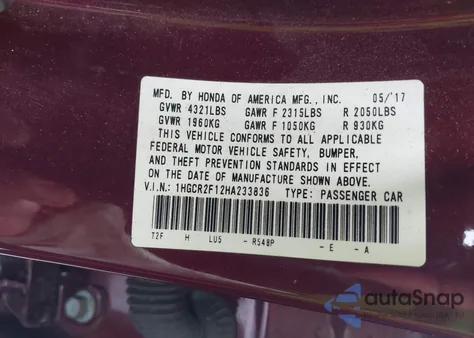 MFD. BY HONDA OF AMERICA MFG., INC. 05/'17
GVWR 4321LBS GAWR F 2315LBS R 2050LBS
GVWR 1960KG GAWR F 1050KG R 930KG
THIS VEHICLE CONFORMS TO ALL APPLICABLE
FEDERAL MOTOR VEHICLE SAFETY, BUMPER,
AND THEFT PREVENTION STANDARDS IN EFFECT
ON THE DATE OF MANUFACTURE SHOWN ABOVE.
V.I.N.: 1HGCR2F12HA233836 TYPE: PASSENGER CAR
T2F H LU5 -R548P -E -A
autaSnap